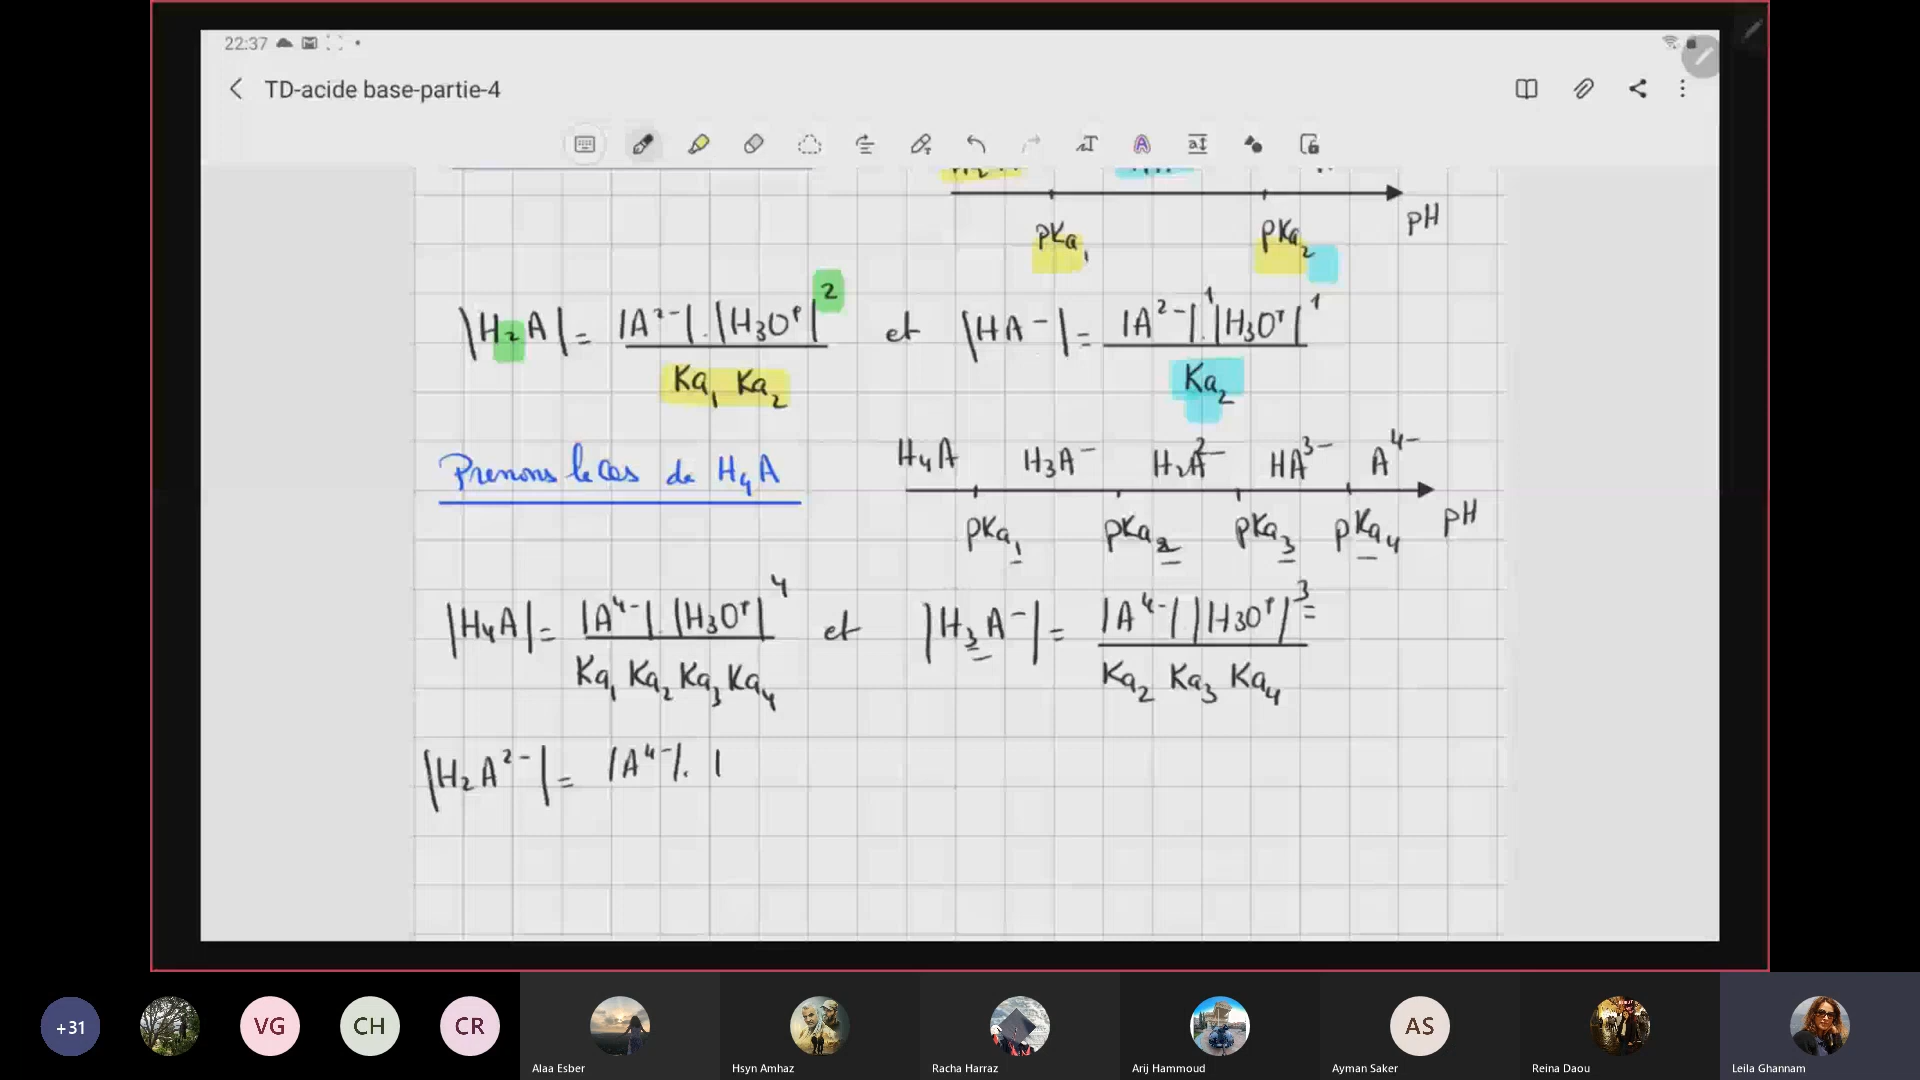 22:37
TD-acide base-partie-4
pKa₁ pKa₂ pH
|H₂A| = |A²⁻|.|H₃O⁺|² / Ka₁ Ka₂ et |HA⁻| = |A²⁻|¹.|H₃O⁺|¹ / Ka₂
Prenons le cas de H₄A
H₄A H₃A⁻ H₂A²⁻ HA³⁻ A⁴⁻
pKa₁ pKa₂ pKa₃ pKa₄ pH
|H₄A| = |A⁴⁻|.|H₃O⁺|⁴ / Ka₁ Ka₂ Ka₃ Ka₄ et |H₃A⁻| = |A⁴⁻||H₃O⁺|³ / Ka₂ Ka₃ Ka₄
|H₂A²⁻| = |A⁴⁻|. |
+31
VG
CH
CR
AS
Alaa Esber
Hsyn Amhaz
Racha Harraz
Arij Hammoud
Ayman Saker
Reina Daou
Leila Ghannam